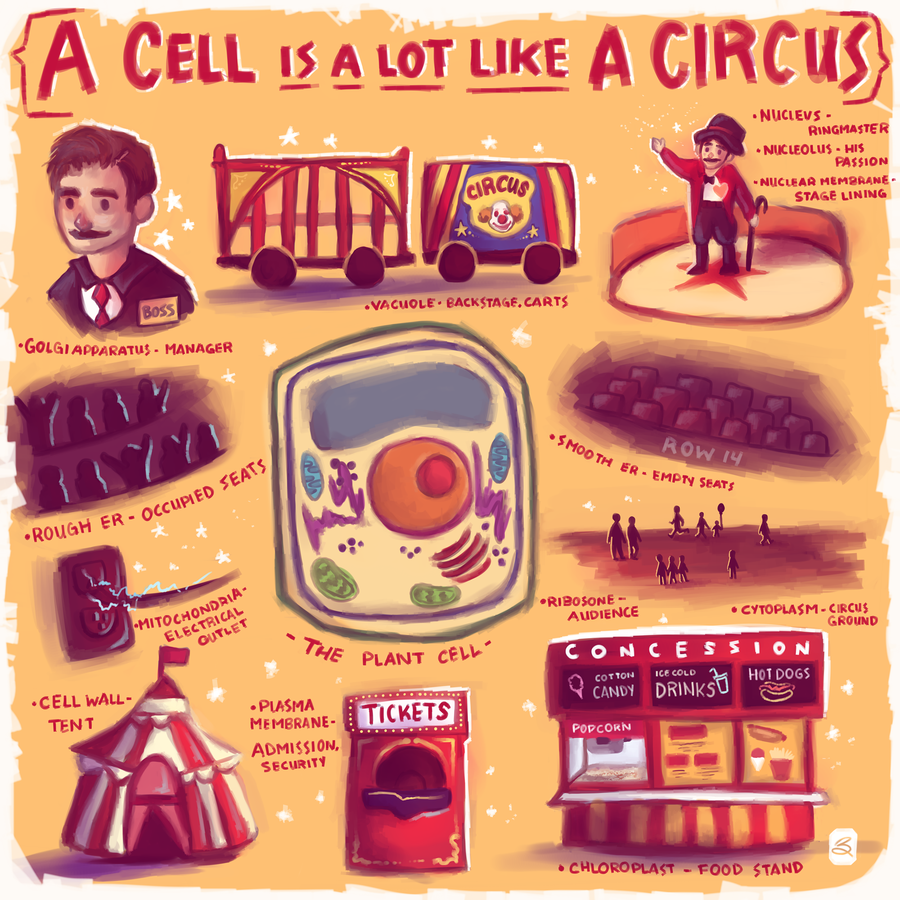 A CELL IS A LOT LIKE A CIRCUS
• NUCLEUS -
RINGMASTER
• NUCLEOLUS - HIS
PASSION
• NUCLEAR MEMBRANE -
STAGE LINING
CIRCUS
BOSS
• VACUOLE - BACKSTAGE CARTS
• GOLGI APPARATUS - MANAGER
ROW 14
• SMOOTH ER - EMPTY SEATS
• ROUGH ER - OCCUPIED SEATS
• RIBOSONE -
AUDIENCE
• CYTOPLASM - CIRCUS
GROUND
• MITOCHONDRIA -
ELECTRICAL
OUTLET
- THE PLANT CELL -
• CELL WALL -
TENT
• PLASMA
MEMBRANE -
ADMISSION,
SECURITY
TICKETS
CONCESSION
COTTON
CANDY
ICE COLD
DRINKS
HOT DOGS
POPCORN
• CHLOROPLAST - FOOD STAND